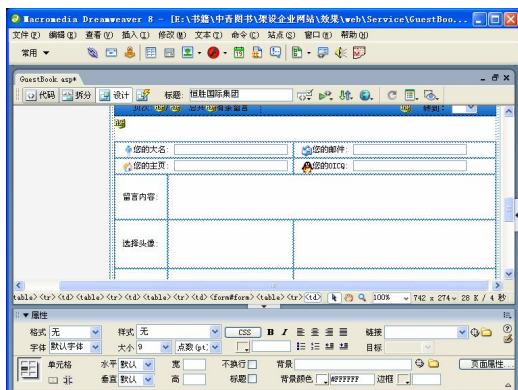 Macromedia Dreamweaver 8 - [E:\书籍\中青图书\架设企业网站\效果\web\Service\GuestBoo...
文件(F) 编辑(E) 查看(V) 插入(I) 修改(M) 文本(T) 命令(C) 站点(S) 窗口(W) 帮助(H)
常用
GuestBook.asp*
代码 拆分 设计 标题: 恒胜国际集团
您的大名: 您的邮件:
您的主页: 您的OICQ:
留言内容:
选择头像:
table><tr><td><table><tr><td><table><tr><td><form#form><table><tr><td> 100% 742 x 274 28 K / 4 秒
属性
格式 无 样式 无 CSS B I 链接
字体 默认字体 大小 9 点数(pt) 目标
单元格 水平 默认 宽 不换行 背景 页面属性...
垂直 默认 高 标题 背景颜色 #FFFFFF 边框